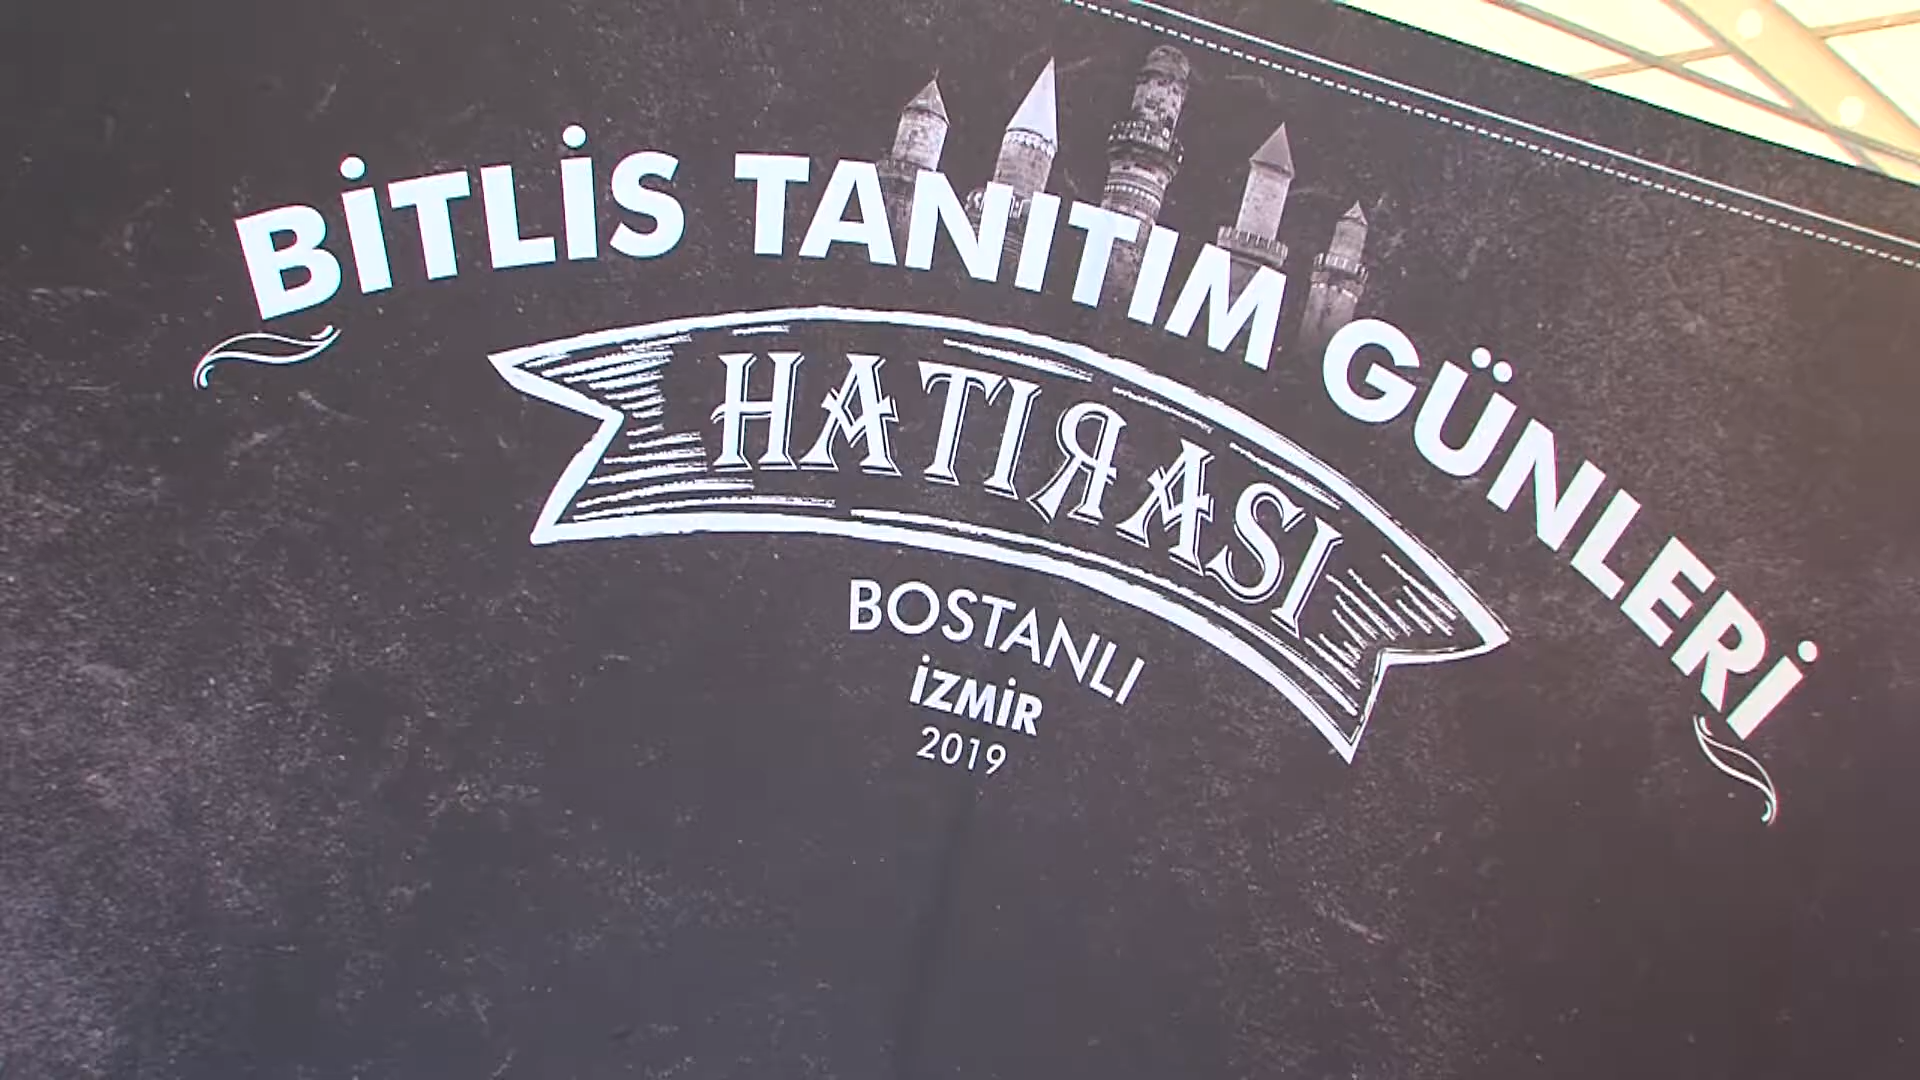 BİTLİS TANITIM GÜNLERİ
HATIRASI
BOSTANLI
İZMİR
2019